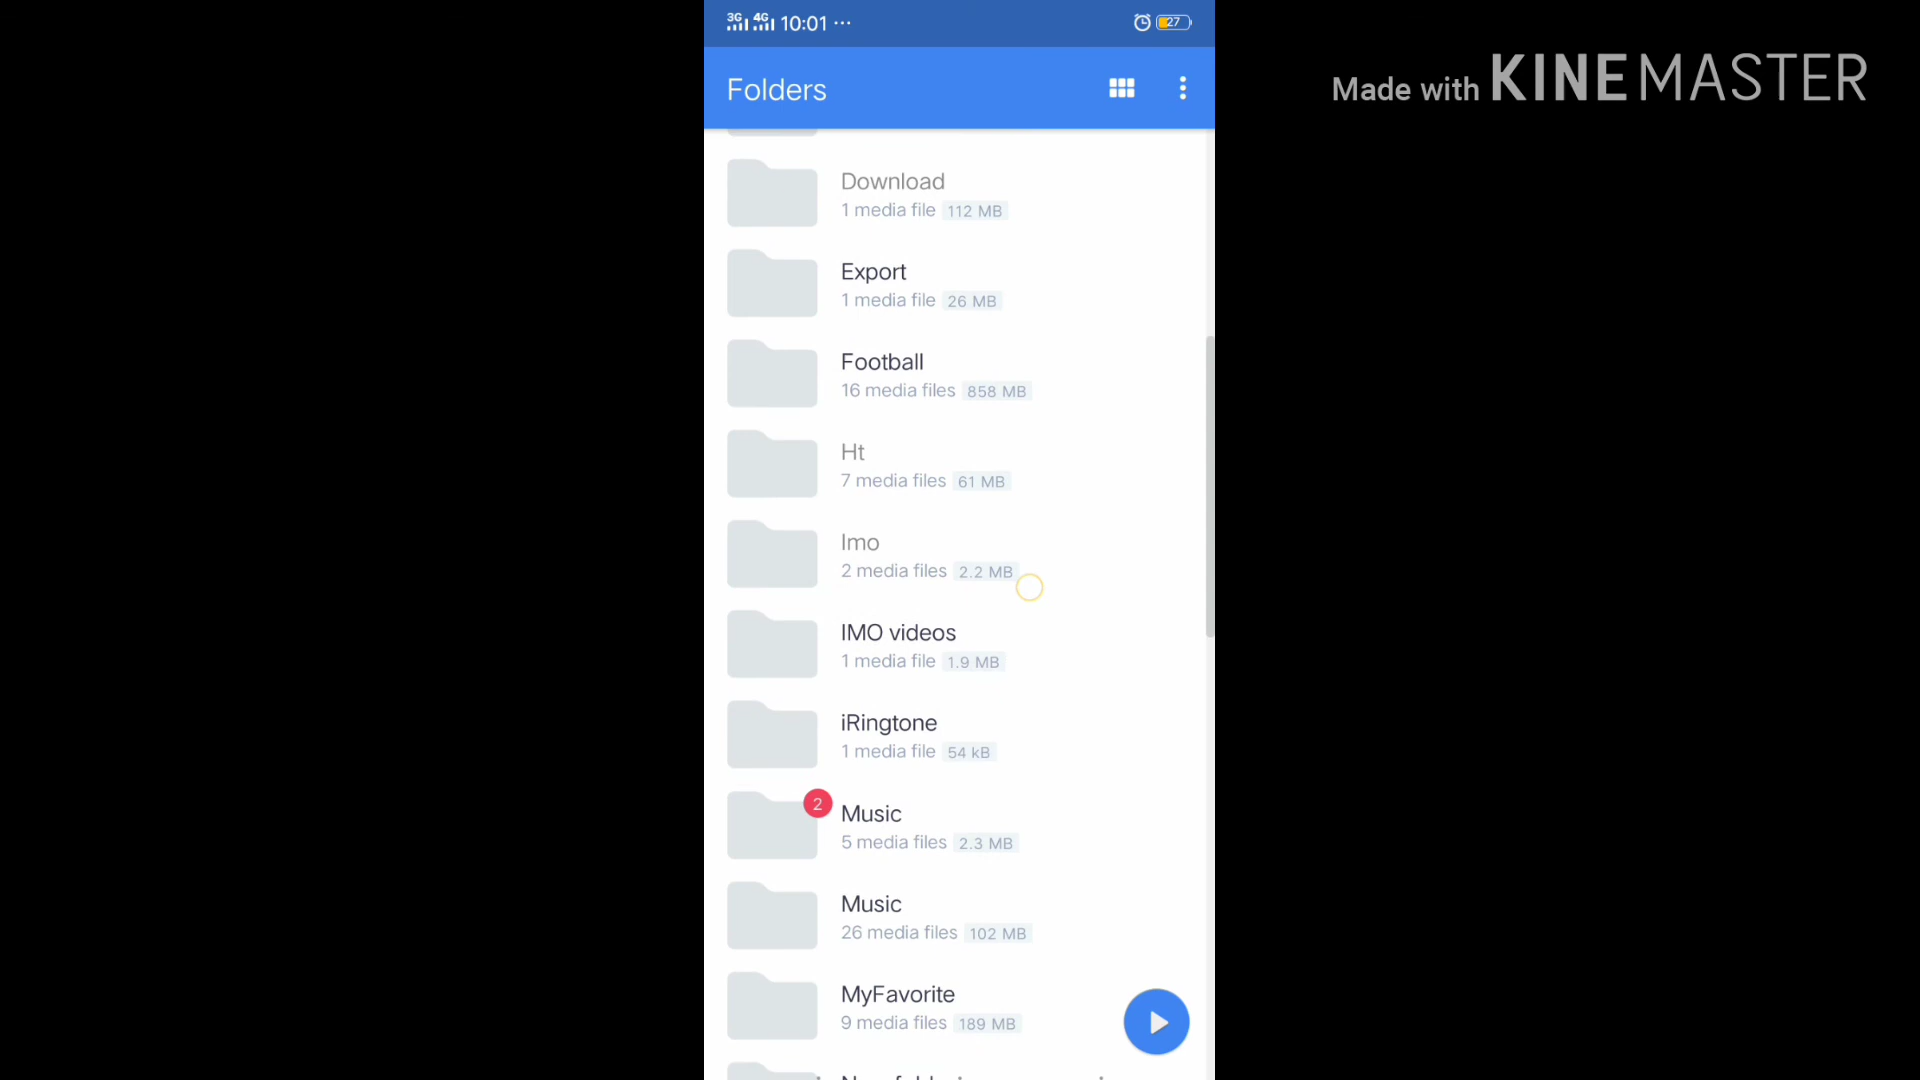 3G 4G 10:01 ... 27
Folders
Made with KINEMASTER
Download
1 media file 112 MB
Export
1 media file 26 MB
Football
16 media files 858 MB
Ht
7 media files 61 MB
Imo
2 media files 2.2 MB
IMO videos
1 media file 1.9 MB
iRingtone
1 media file 54 kB
2
Music
5 media files 2.3 MB
Music
26 media files 102 MB
MyFavorite
9 media files 189 MB